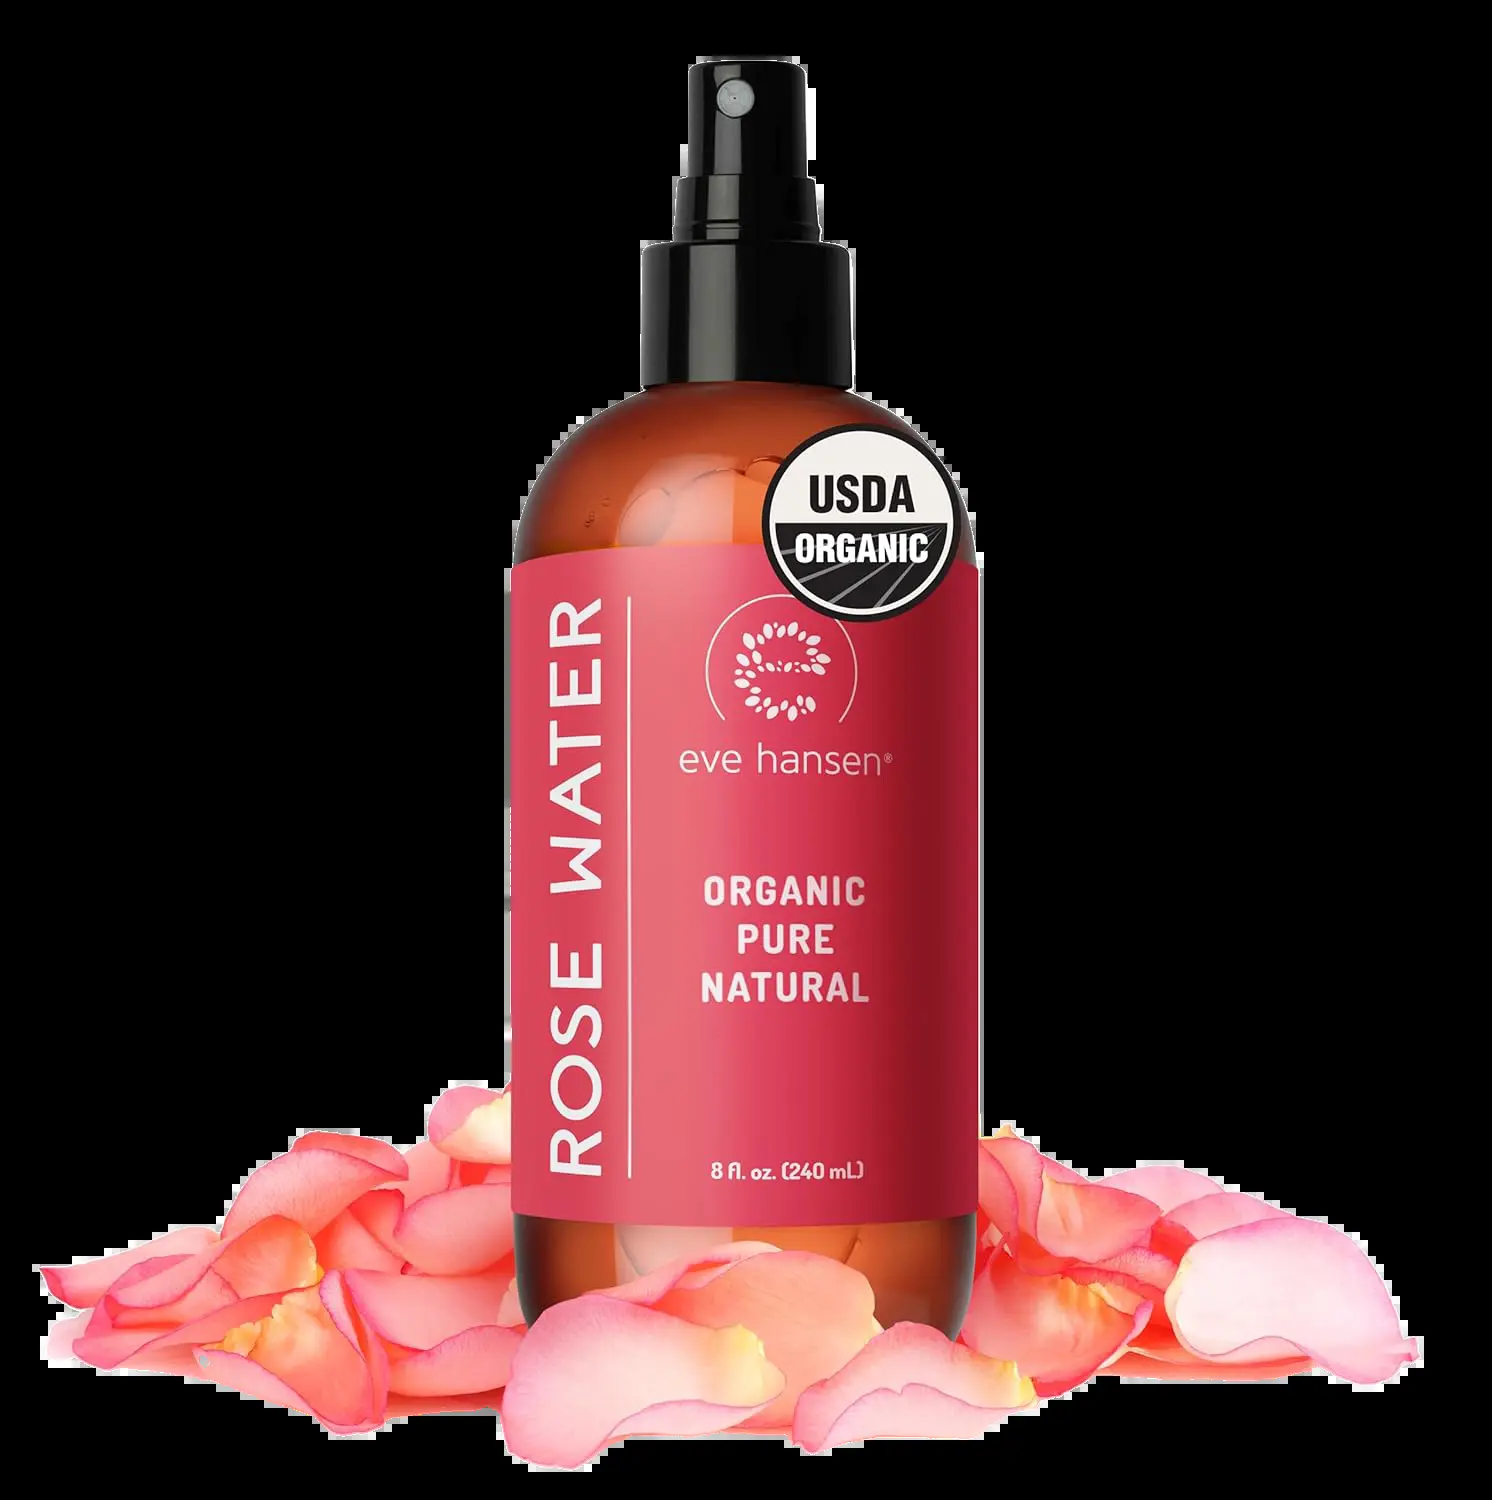 USDA
ORGANIC
ROSE WATER
eve hansen®
ORGANIC
PURE
NATURAL
8 fl. oz. (240 mL)